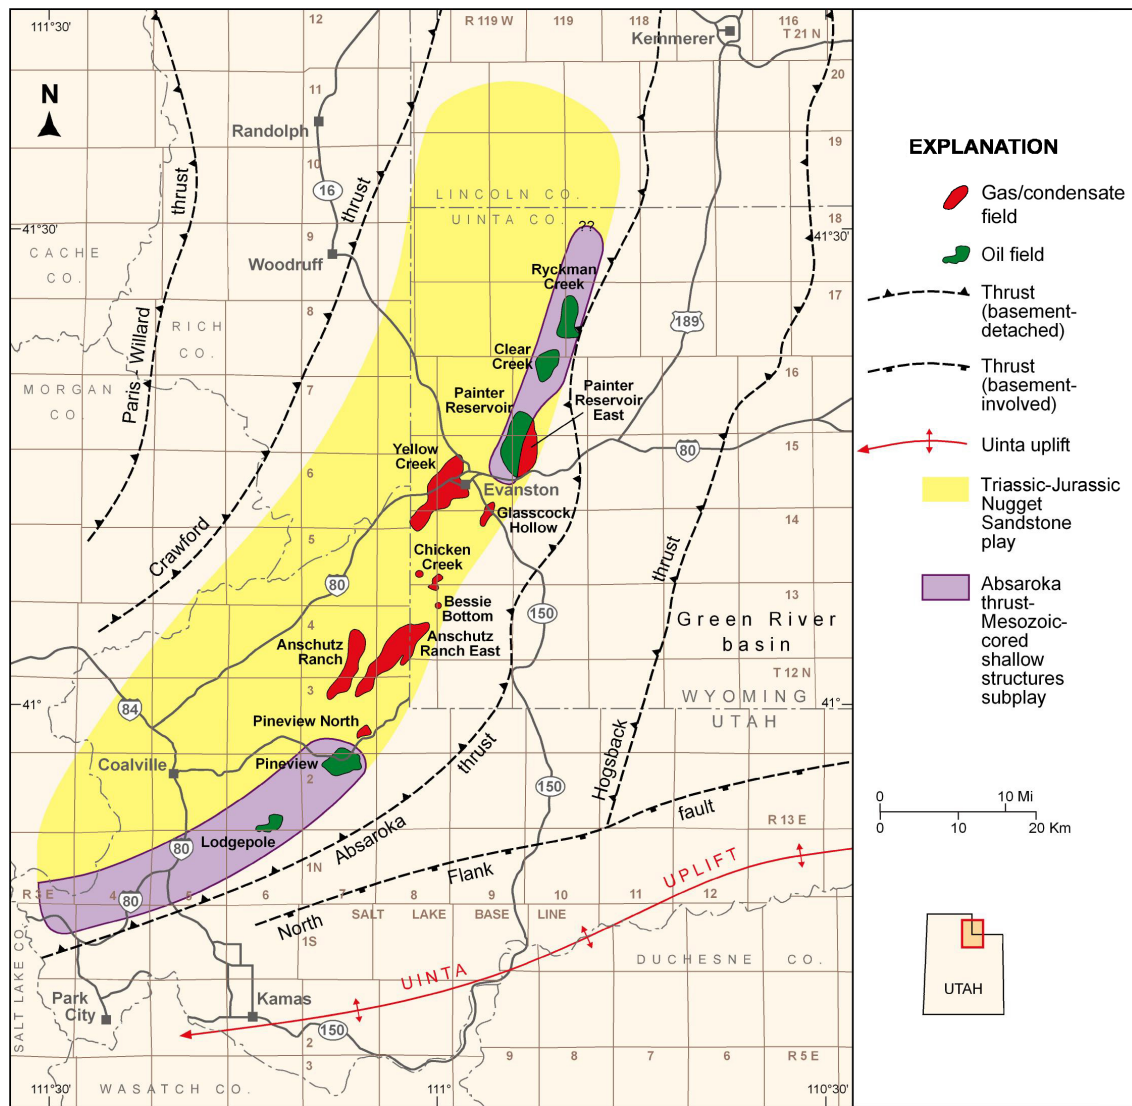 111°30'
12
R 119 W
119
118
116
T 21 N
Kemmerer
20
N
11
Randolph
19
10
thrust
16
thrust
LINCOLN CO.
UINTA CO.
18
41°30'
41°30'
9
??
CACHE
CO.
Woodruff
Ryckman
Creek
17
8
189
RICH
CO.
Paris - Willard
Clear
Creek
16
MORGAN
CO.
7
Painter
Reservoir
Painter
Reservoir
East
15
80
Yellow
Creek
6
Evanston
Glasscock
Hollow
14
Crawford
5
Chicken
Creek
thrust
80
13
Bessie
Bottom
150
4
Green River
basin
Anschutz
Ranch
Anschutz
Ranch East
T 12 N
3
WYOMING
UTAH
41°
41°
84
Pineview North
Hogsback
Coalville
Pineview
2
thrust
150
fault
R 13 E
Lodgepole
Absaroka
80
1N
Flank
UPLIFT
R 3 E
4
5
6
7
8
9
10
11
12
80
SALT LAKE BASE LINE
North
1S
SALT LAKE CO.
UINTA
DUCHESNE CO.
Park
City
Kamas
150
2
3
9
8
7
6
R 5 E
WASATCH CO.
111°30'
111°
110°30'
EXPLANATION
Gas/condensate
field
Oil field
Thrust
(basement-
detached)
Thrust
(basement-
involved)
Uinta uplift
Triassic-Jurassic
Nugget
Sandstone
play
Absaroka
thrust-
Mesozoic-
cored
shallow
structures
subplay
0 10 Mi
0 10 20 Km
UTAH